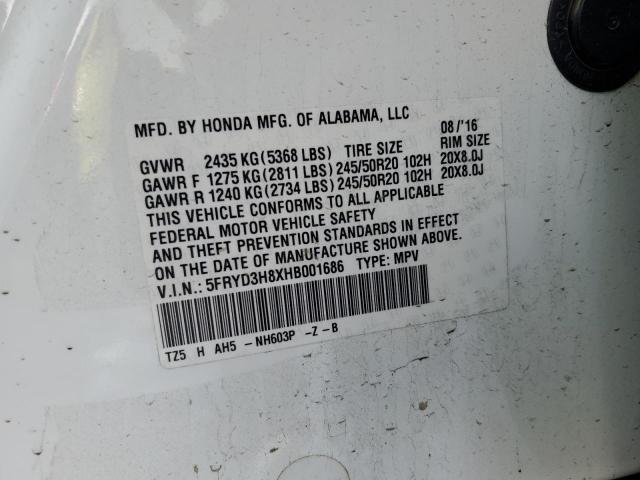 MFD. BY HONDA MFG. OF ALABAMA, LLC 08/'16
GVWR 2435 KG(5368 LBS) TIRE SIZE RIM SIZE
GAWR F 1275 KG(2811 LBS)245/50R20 102H 20X8.0J
GAWR R 1240 KG(2734 LBS)245/50R20 102H 20X8.0J
THIS VEHICLE CONFORMS TO ALL APPLICABLE
FEDERAL MOTOR VEHICLE SAFETY
AND THEFT PREVENTION STANDARDS IN EFFECT
ON THE DATE OF MANUFACTURE SHOWN ABOVE.
V.I.N.: 5FRYD3H8XHB001686 TYPE: MPV
TZ5 H AH5 -NH603P -Z-B